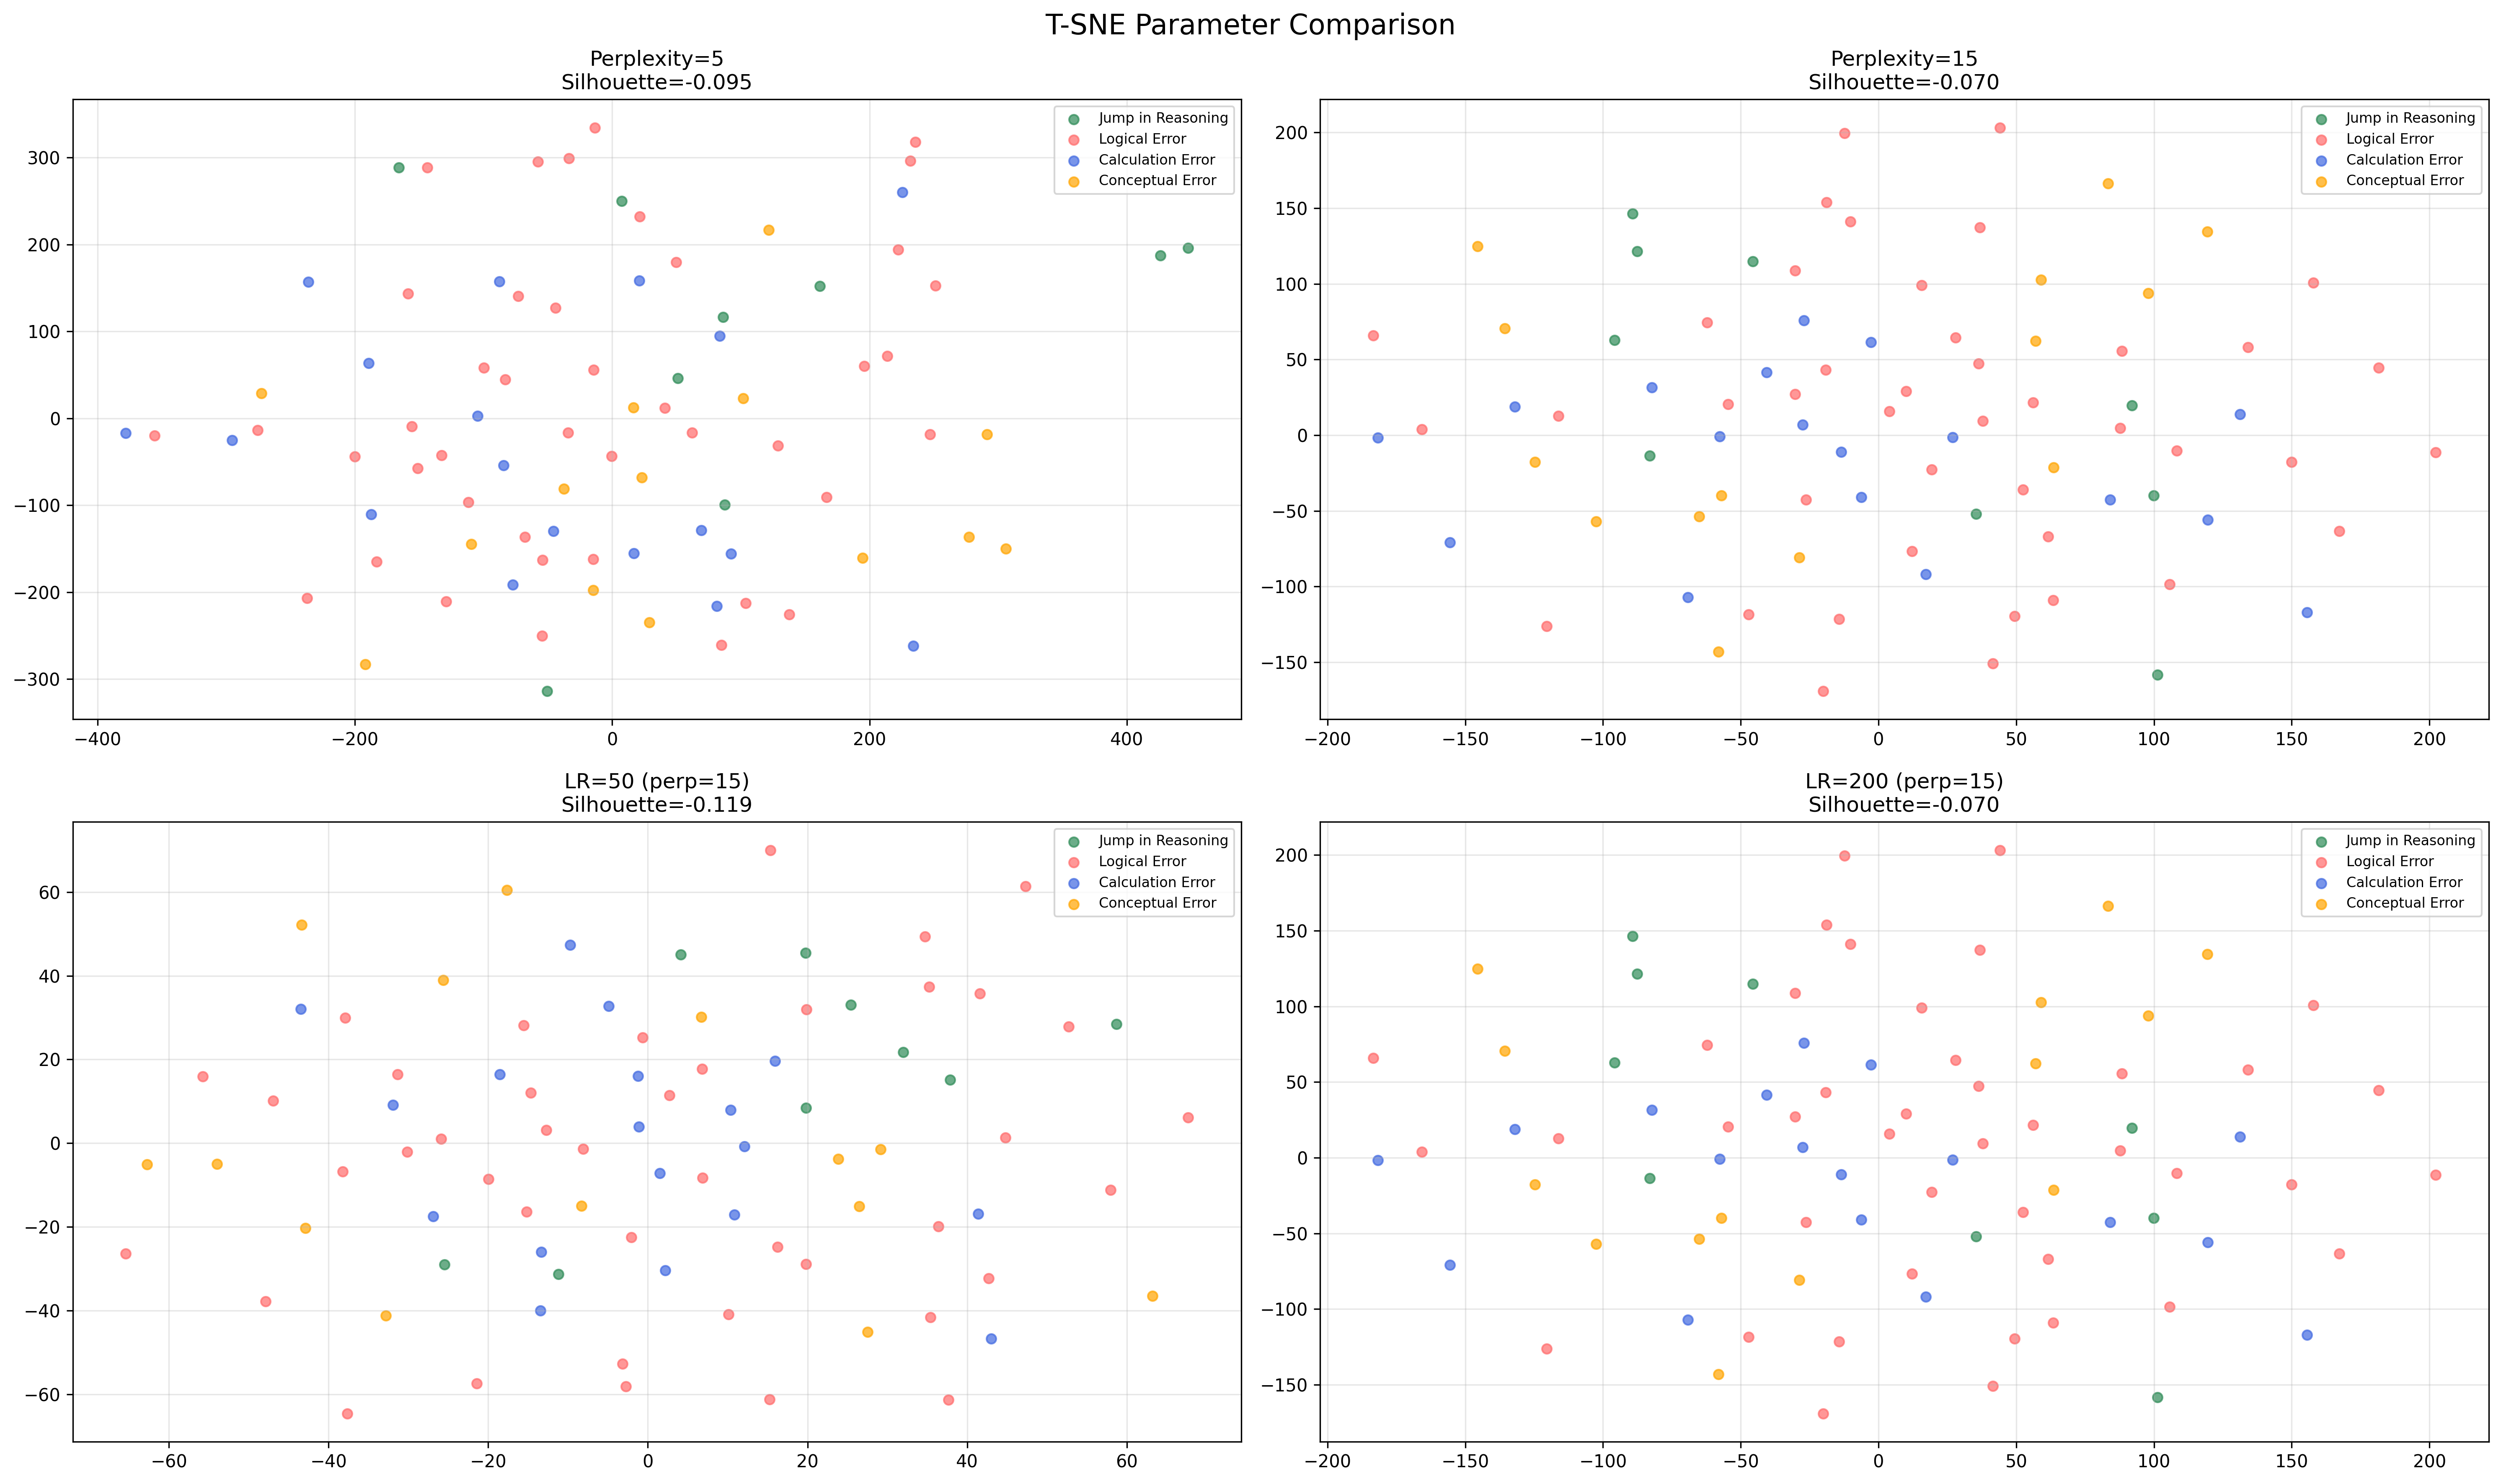 T-SNE Parameter Comparison
Perplexity=5
Silhouette=-0.095
Jump in Reasoning
Logical Error
Calculation Error
Conceptual Error
300
200
100
0
−100
−200
−300
−400
−200
0
200
400
Perplexity=15
Silhouette=-0.070
Jump in Reasoning
Logical Error
Calculation Error
Conceptual Error
200
150
100
50
0
−50
−100
−150
−200
−150
−100
−50
0
50
100
150
200
LR=50 (perp=15)
Silhouette=-0.119
Jump in Reasoning
Logical Error
Calculation Error
Conceptual Error
60
40
20
0
−20
−40
−60
−60
−40
−20
0
20
40
60
LR=200 (perp=15)
Silhouette=-0.070
Jump in Reasoning
Logical Error
Calculation Error
Conceptual Error
200
150
100
50
0
−50
−100
−150
−200
−150
−100
−50
0
50
100
150
200